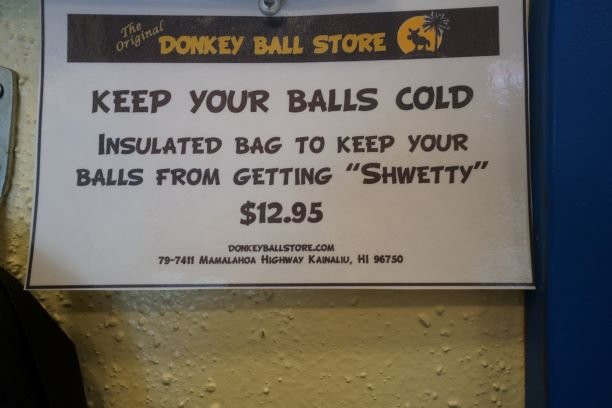 The Original DONKEY BALL STORE
KEEP YOUR BALLS COLD
INSULATED BAG TO KEEP YOUR
BALLS FROM GETTING "SHWETTY"
$12.95
DONKEYBALLSTORE.COM
79-7411 MAMALAHOA HIGHWAY KAINALIU, HI 96750